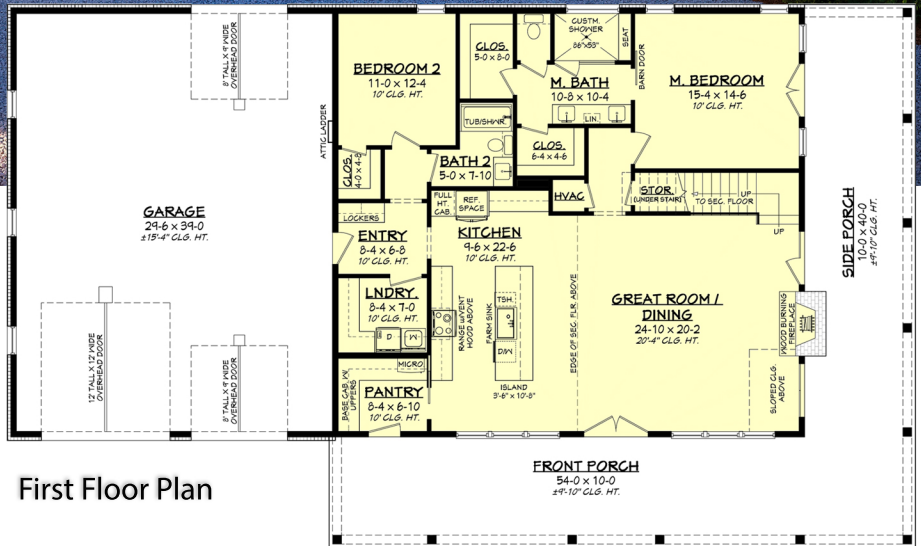 8' TALL X 9' WIDE
OVERHEAD DOOR
ATTIC LADDER
BEDROOM 2
11-0 x 12-4
10' CLG. HT.
CLOS.
5-0 x 8-0
CUSTM.
SHOWER
36"x53"
SEAT
BARN DOOR
M. BATH
10-8 x 10-4
LIN.
M. BEDROOM
15-4 x 14-6
10' CLG. HT.
TUB/SHWR.
CLOS.
6-4 x 4-6
CLOS.
4-0 x 4-8
BATH 2
5-0 x 7-10
HVAC
STOR.
(UNDER STAIR)
UP
TO SEC. FLOOR
UP
GARAGE
29-6 x 39-0
±15'-4" CLG. HT.
LOCKERS
ENTRY
8-4 x 6-8
10' CLG. HT.
FULL
HT.
CAB.
REF.
SPACE
KITCHEN
9-6 x 22-6
10' CLG. HT.
SIDE PORCH
10-0 x 40-0
±9'-10" CLG. HT.
LNDRY.
8-4 x 7-0
10' CLG. HT.
D
W
RANGE W/VENT
HOOD ABOVE
FARM SINK
TSH.
D/W
ISLAND
3'-6" x 10'-8"
EDGE OF SEC. FLR. ABOVE
GREAT ROOM /
DINING
24-10 x 20-2
20'-4" CLG. HT.
WOOD BURNING
FIREPLACE
SLOPED CLG.
ABOVE
12' TALL X 12' WIDE
OVERHEAD DOOR
8' TALL X 9' WIDE
OVERHEAD DOOR
MICRO
BASE CAB. W/
UPPERS
PANTRY
8-4 x 6-10
10' CLG. HT.
FRONT PORCH
54-0 x 10-0
±9'-10" CLG. HT.
First Floor Plan